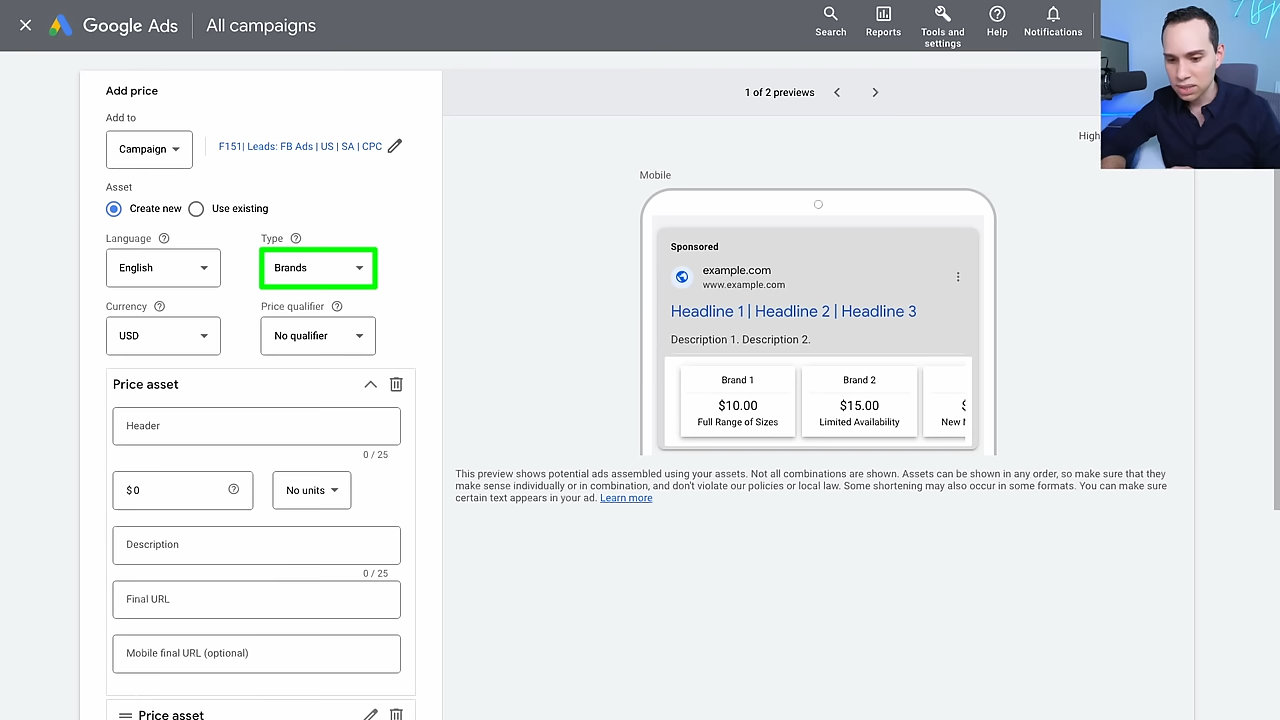 Google Ads
All campaigns
Search
Reports
Tools and
settings
Help
Notifications
Add price
Add to
Campaign
F151| Leads: FB Ads | US | SA | CPC
Asset
Create new
Use existing
Language
Type
English
Brands
Currency
Price qualifier
USD
No qualifier
Price asset
Header
0 / 25
$0
No units
Description
0 / 25
Final URL
Mobile final URL (optional)
Price asset
1 of 2 previews
High
Mobile
Sponsored
example.com
www.example.com
Headline 1 | Headline 2 | Headline 3
Description 1. Description 2.
Brand 1
$10.00
Full Range of Sizes
Brand 2
$15.00
Limited Availability
$
New
This preview shows potential ads assembled using your assets. Not all combinations are shown. Assets can be shown in any order, so make sure that they
make sense individually or in combination, and don't violate our policies or local law. Some shortening may also occur in some formats. You can make sure
certain text appears in your ad. Learn more